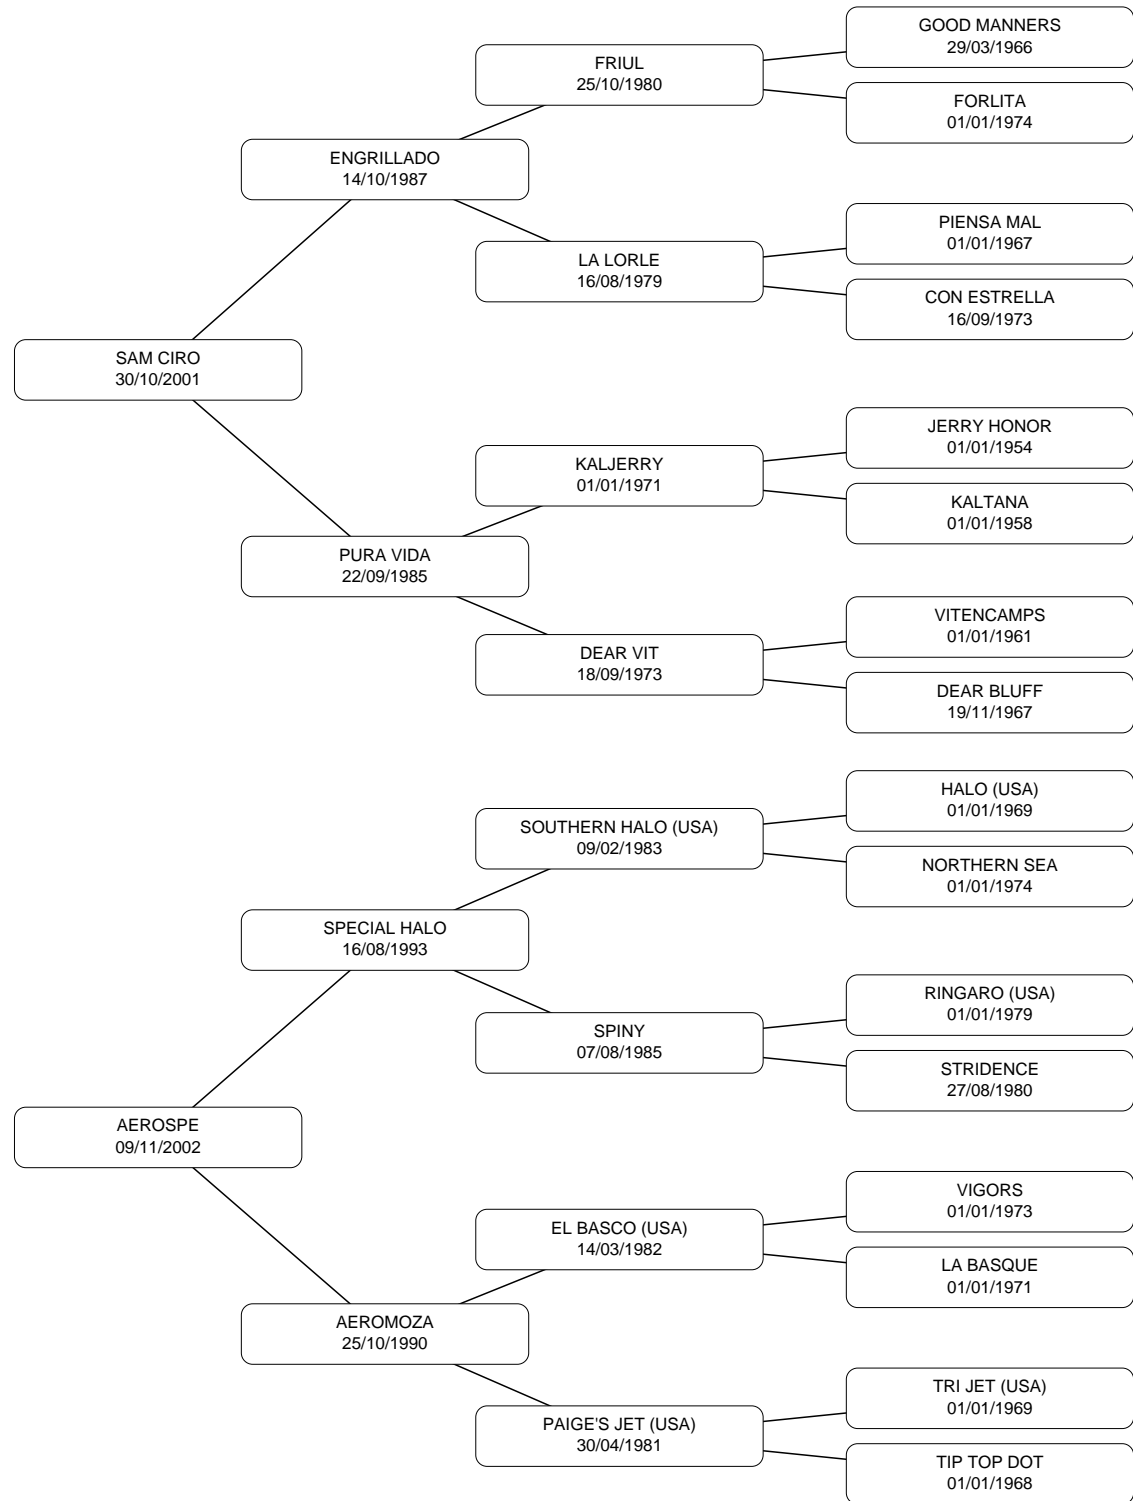 GOOD MANNERS
29/03/1966
FRIUL
25/10/1980
FORLITA
01/01/1974
ENGRILLADO
14/10/1987
PIENSA MAL
01/01/1967
LA LORLE
16/08/1979
CON ESTRELLA
16/09/1973
SAM CIRO
30/10/2001
JERRY HONOR
01/01/1954
KALJERRY
01/01/1971
KALTANA
01/01/1958
PURA VIDA
22/09/1985
VITENCAMPS
01/01/1961
DEAR VIT
18/09/1973
DEAR BLUFF
19/11/1967
HALO (USA)
01/01/1969
SOUTHERN HALO (USA)
09/02/1983
NORTHERN SEA
01/01/1974
SPECIAL HALO
16/08/1993
RINGARO (USA)
01/01/1979
SPINY
07/08/1985
STRIDENCE
27/08/1980
AEROSPE
09/11/2002
VIGORS
01/01/1973
EL BASCO (USA)
14/03/1982
LA BASQUE
01/01/1971
AEROMOZA
25/10/1990
TRI JET (USA)
01/01/1969
PAIGE'S JET (USA)
30/04/1981
TIP TOP DOT
01/01/1968